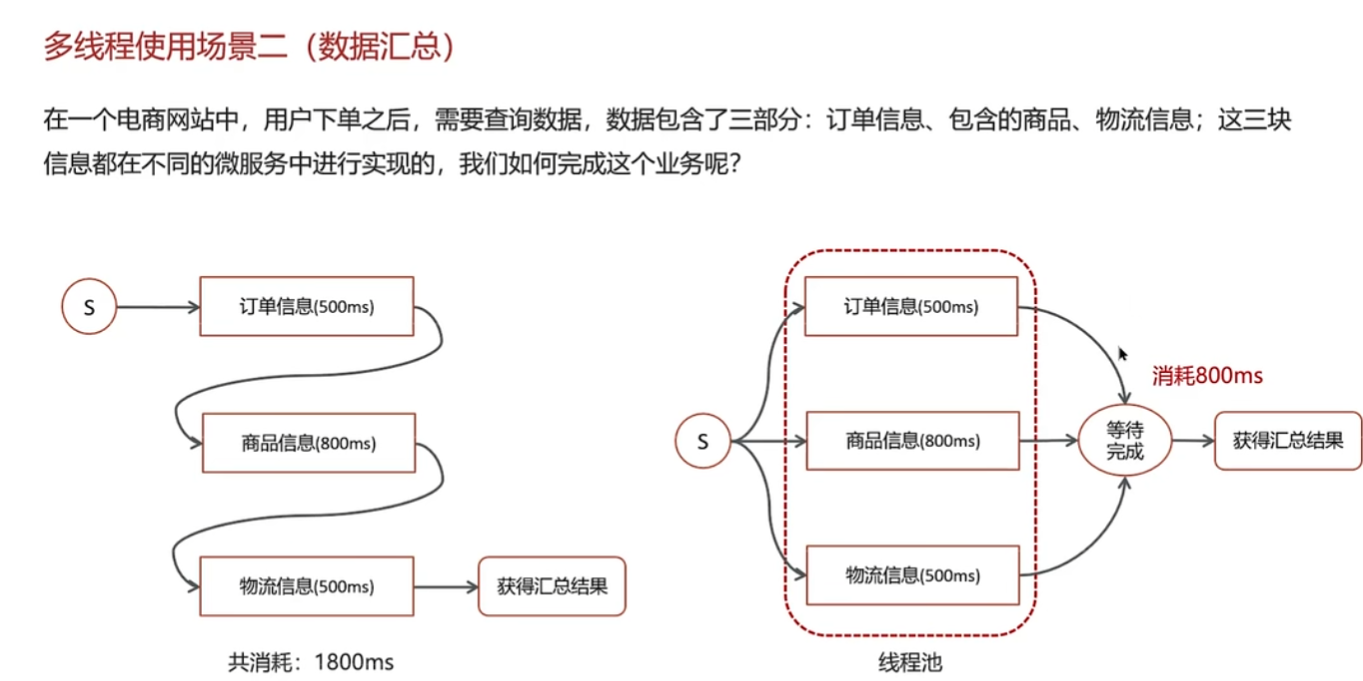 多线程使用场景二（数据汇总）
在一个电商网站中，用户下单之后，需要查询数据，数据包含了三部分：订单信息、包含的商品、物流信息；这三块
信息都在不同的微服务中进行实现的，我们如何完成这个业务呢？
S
订单信息(500ms)
商品信息(800ms)
物流信息(500ms)
获得汇总结果
共消耗：1800ms
S
订单信息(500ms)
商品信息(800ms)
物流信息(500ms)
消耗800ms
等待
完成
获得汇总结果
线程池